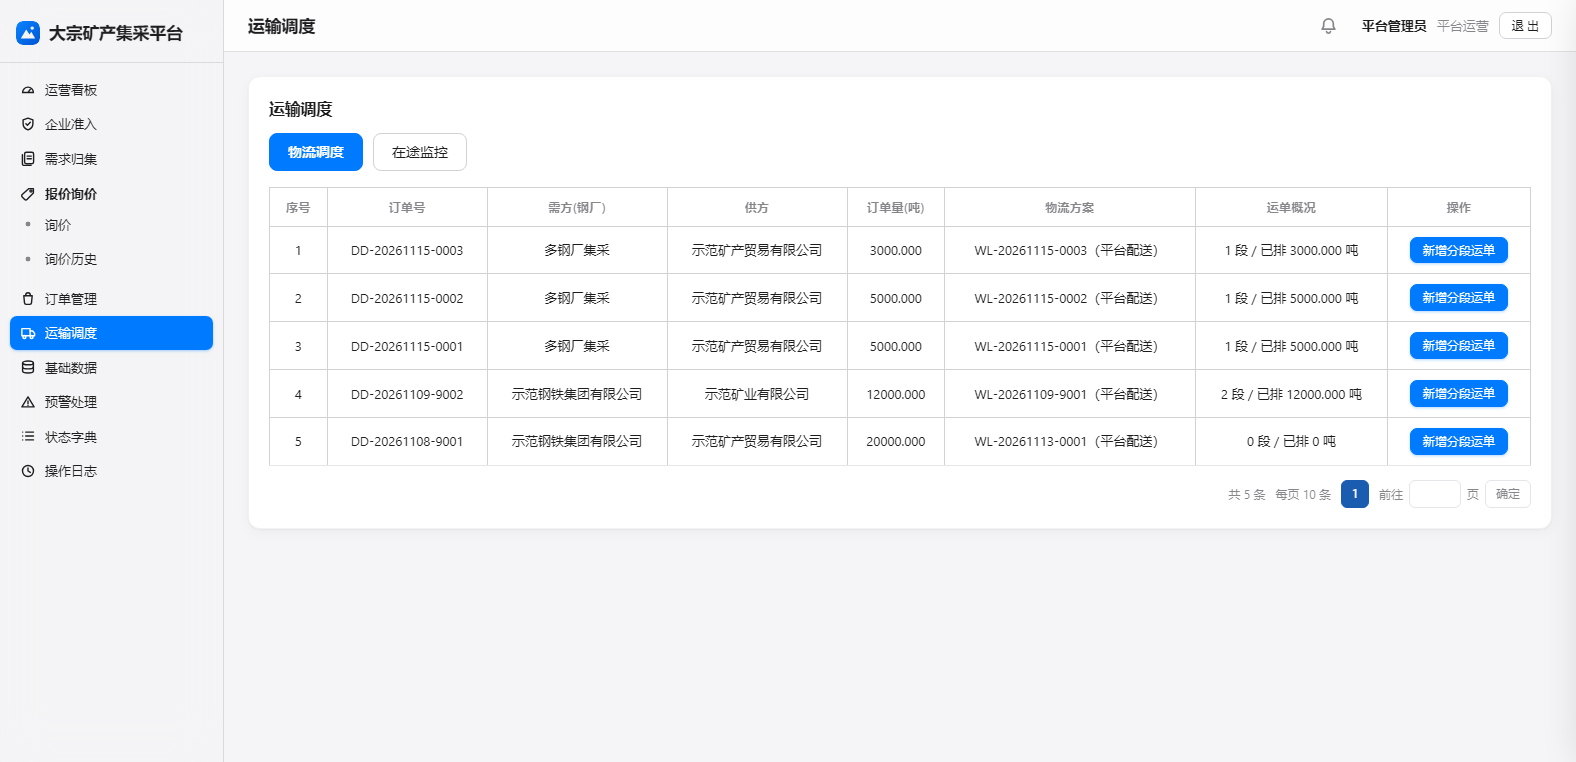 大宗矿产集采平台
运输调度
平台管理员 平台运营 退 出
运营看板
企业准入
需求归集
报价询价
询价
询价历史
订单管理
运输调度
基础数据
预警处理
状态字典
操作日志
运输调度
物流调度 在途监控
序号 订单号 需方(钢厂) 供方 订单量(吨) 物流方案 运单概况 操作
1 DD-20261115-0003 多钢厂集采 示范矿产贸易有限公司 3000.000 WL-20261115-0003（平台配送） 1 段 / 已排 3000.000 吨 新增分段运单
2 DD-20261115-0002 多钢厂集采 示范矿产贸易有限公司 5000.000 WL-20261115-0002（平台配送） 1 段 / 已排 5000.000 吨 新增分段运单
3 DD-20261115-0001 多钢厂集采 示范矿产贸易有限公司 5000.000 WL-20261115-0001（平台配送） 1 段 / 已排 5000.000 吨 新增分段运单
4 DD-20261109-9002 示范钢铁集团有限公司 示范矿业有限公司 12000.000 WL-20261109-9001（平台配送） 2 段 / 已排 12000.000 吨 新增分段运单
5 DD-20261108-9001 示范钢铁集团有限公司 示范矿产贸易有限公司 20000.000 WL-20261113-0001（平台配送） 0 段 / 已排 0 吨 新增分段运单
共 5 条 每页 10 条 1 前往 页 确定